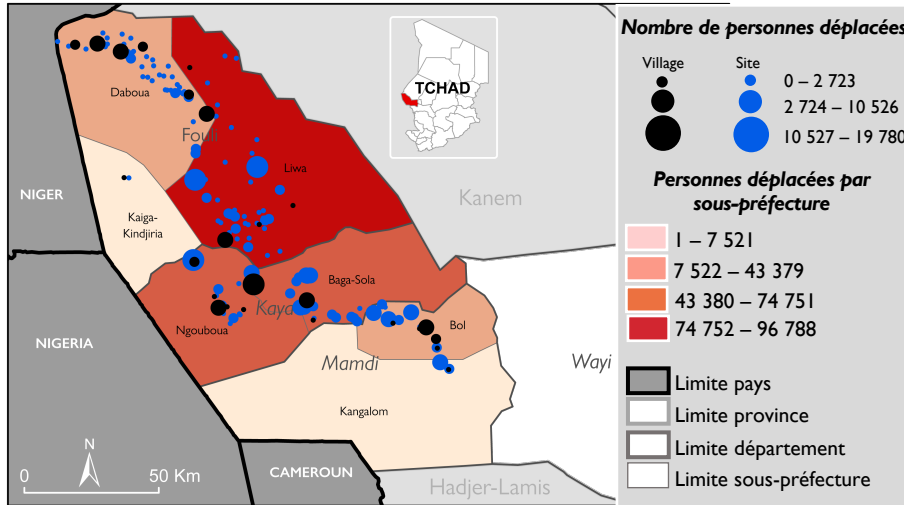 Daboua
Fouli
Liwa
NIGER
Kaiga-
Kindjiria
Kanem
TCHAD
Baga-Sola
Kaya
Ngouboua
Bol
NIGERIA
Mamdi
Wayi
Kangalom
N
0
50 Km
CAMEROUN
Hadjer-Lamis
Nombre de personnes déplacées
Village
Site
0 – 2 723
2 724 – 10 526
10 527 – 19 780
Personnes déplacées par
sous-préfecture
1 – 7 521
7 522 – 43 379
43 380 – 74 751
74 752 – 96 788
Limite pays
Limite province
Limite département
Limite sous-préfecture